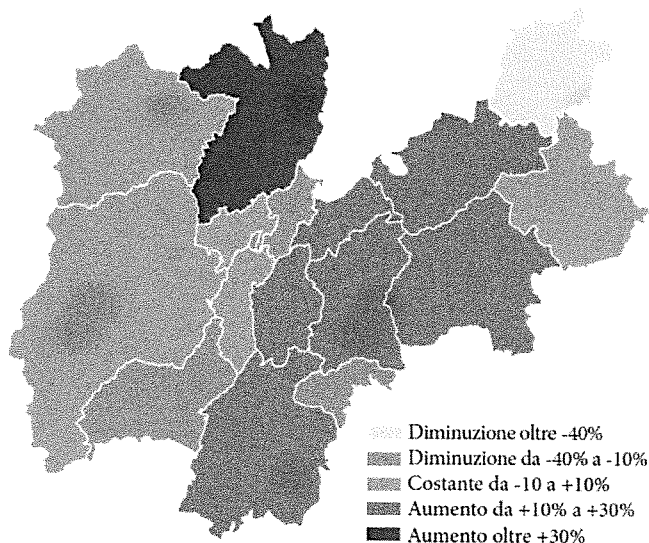 Diminuzione oltre -40%
Diminuzione da -40% a -10%
Costante da -10 a +10%
Aumento da +10% a +30%
Aumento oltre +30%